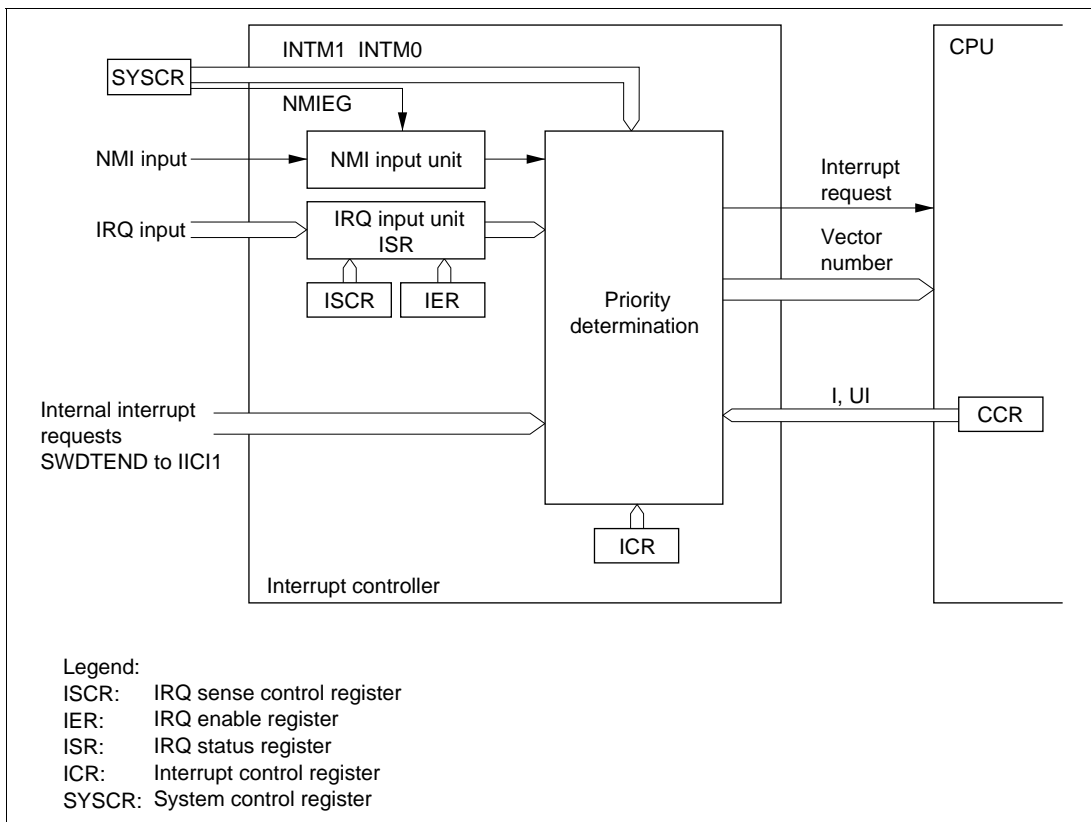 INTM1 INTM0
CPU
SYSCR
NMIEG
NMI input
NMI input unit
Interrupt
request
IRQ input
IRQ input unit
ISR
Vector
number
ISCR
IER
Priority
determination
Internal interrupt
requests
SWDTEND to IICI1
I, UI
CCR
ICR
Interrupt controller
Legend:
ISCR: IRQ sense control register
IER: IRQ enable register
ISR: IRQ status register
ICR: Interrupt control register
SYSCR: System control register